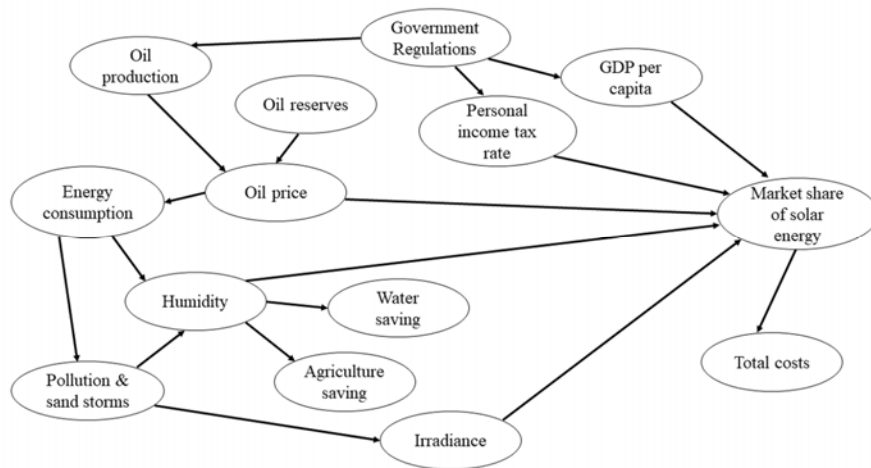 Government
Regulations
Oil
production
GDP per
capita
Oil reserves
Personal
income tax
rate
Energy
consumption
Oil price
Market share
of solar
energy
Humidity
Water
saving
Total costs
Pollution &
sand storms
Agriculture
saving
Irradiance